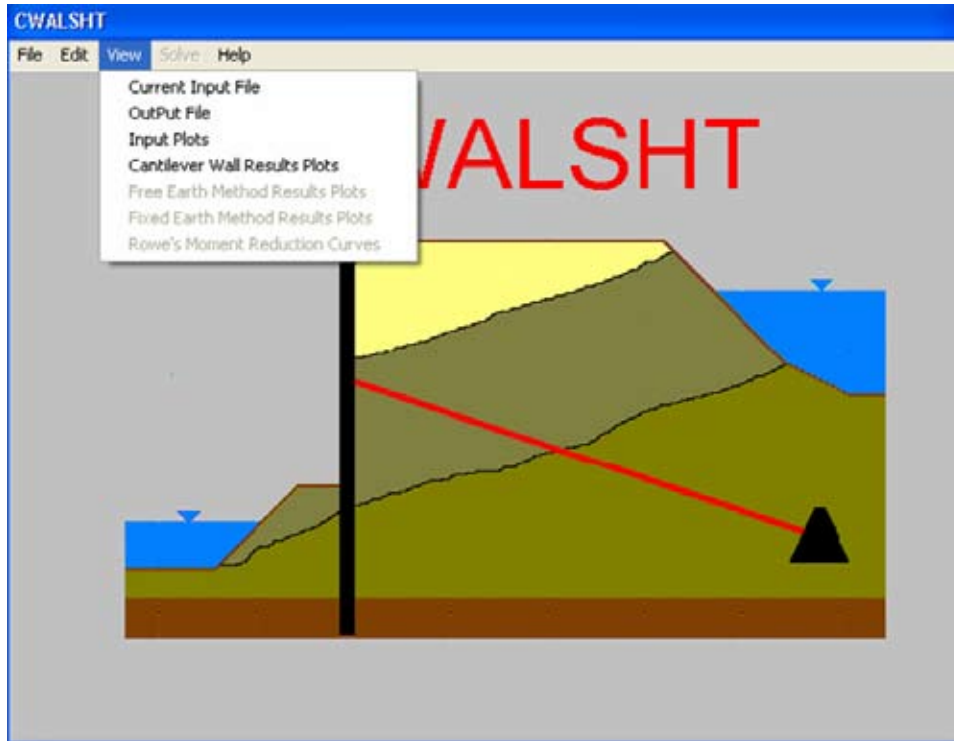 CWALSHT
File Edit View Solve Help
Current Input File
OutPut File
Input Plots
Cantilever Wall Results Plots
Free Earth Method Results Plots
Fixed Earth Method Results Plots
Rowe's Moment Reduction Curves
WALSHT